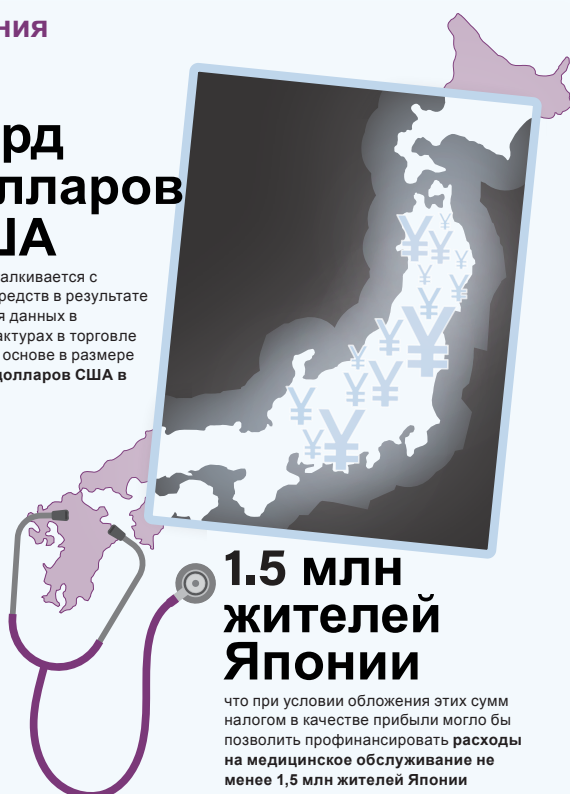 ния
рд
лларов
ША
алкивается с
редств в результате
я данных в
актурах в торговле
основе в размере
долларов США в
1.5 млн
жителей
Японии
что при условии обложения этих сумм
налогом в качестве прибыли могло бы
позволить профинансировать расходы
на медицинское обслуживание не
менее 1,5 млн жителей Японии